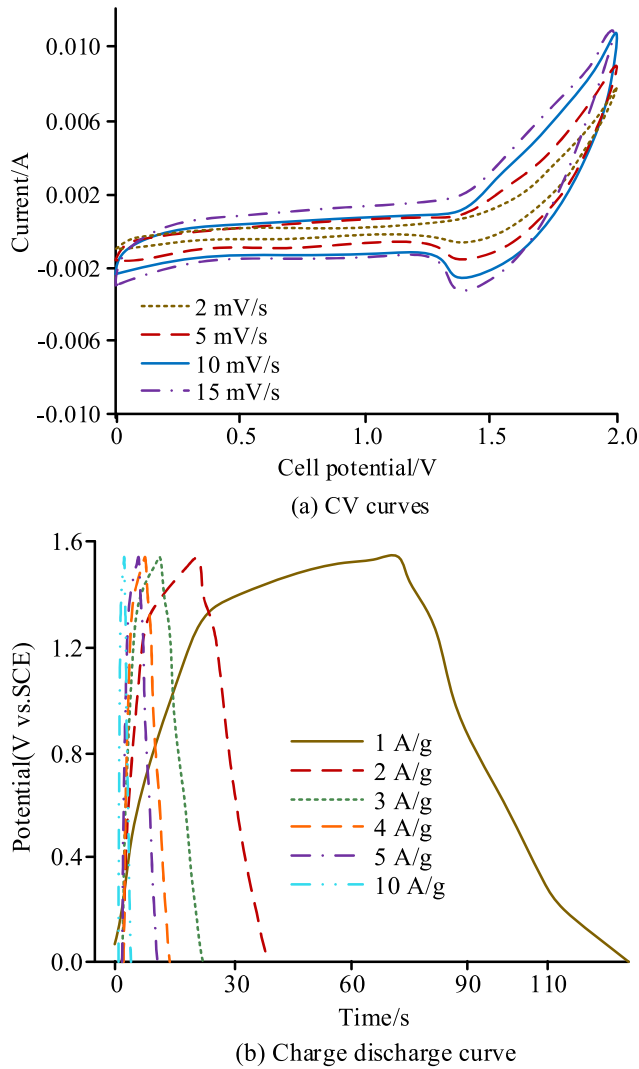 0.010
0.006
0.002
-0.002
-0.006
-0.010
Current/A
2 mV/s
5 mV/s
10 mV/s
15 mV/s
0 0.5 1.0 1.5 2.0
Cell potential/V
(a) CV curves
1.6
1.2
0.8
0.4
0.0
Potential(V vs.SCE)
1 A/g
2 A/g
3 A/g
4 A/g
5 A/g
10 A/g
0 30 60 90 110
Time/s
(b) Charge discharge curve